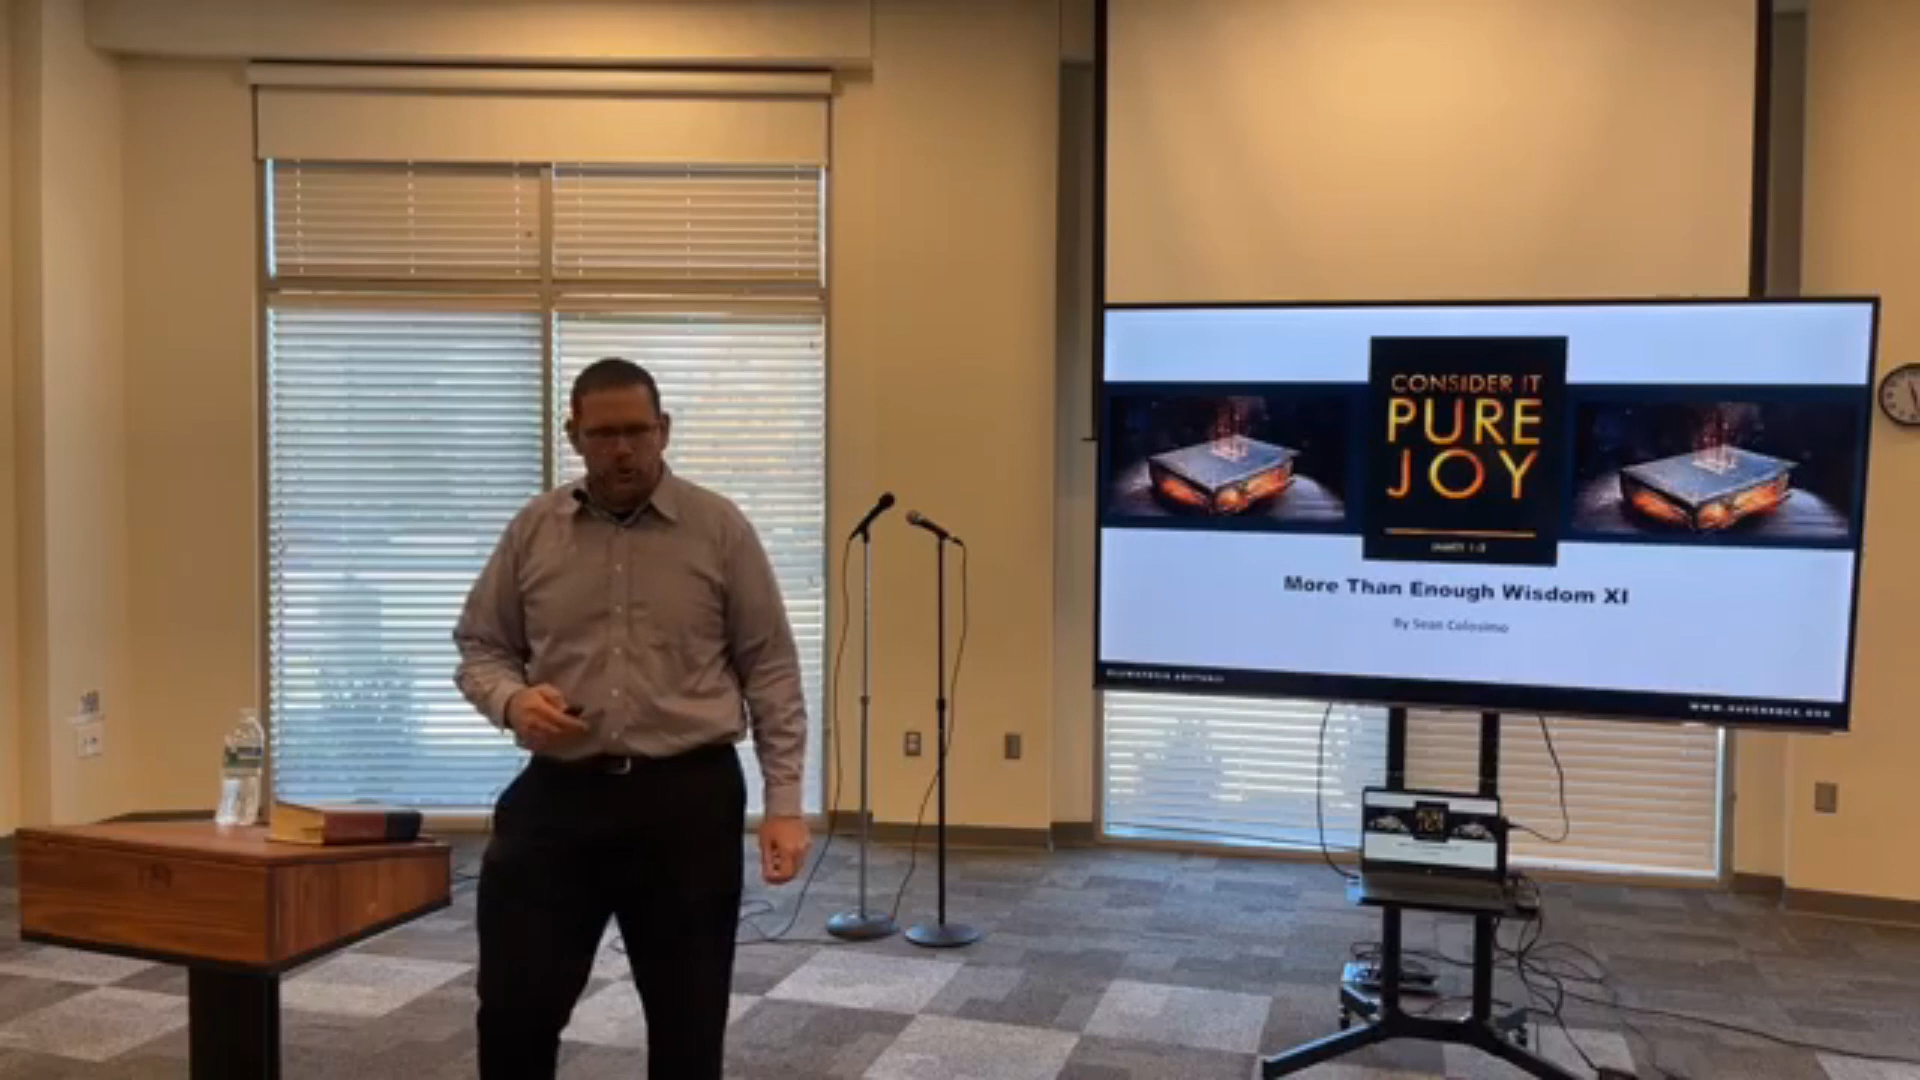 CONSIDER IT
PURE
JOY
More Than Enough Wisdom XI
By Sean Colosimo